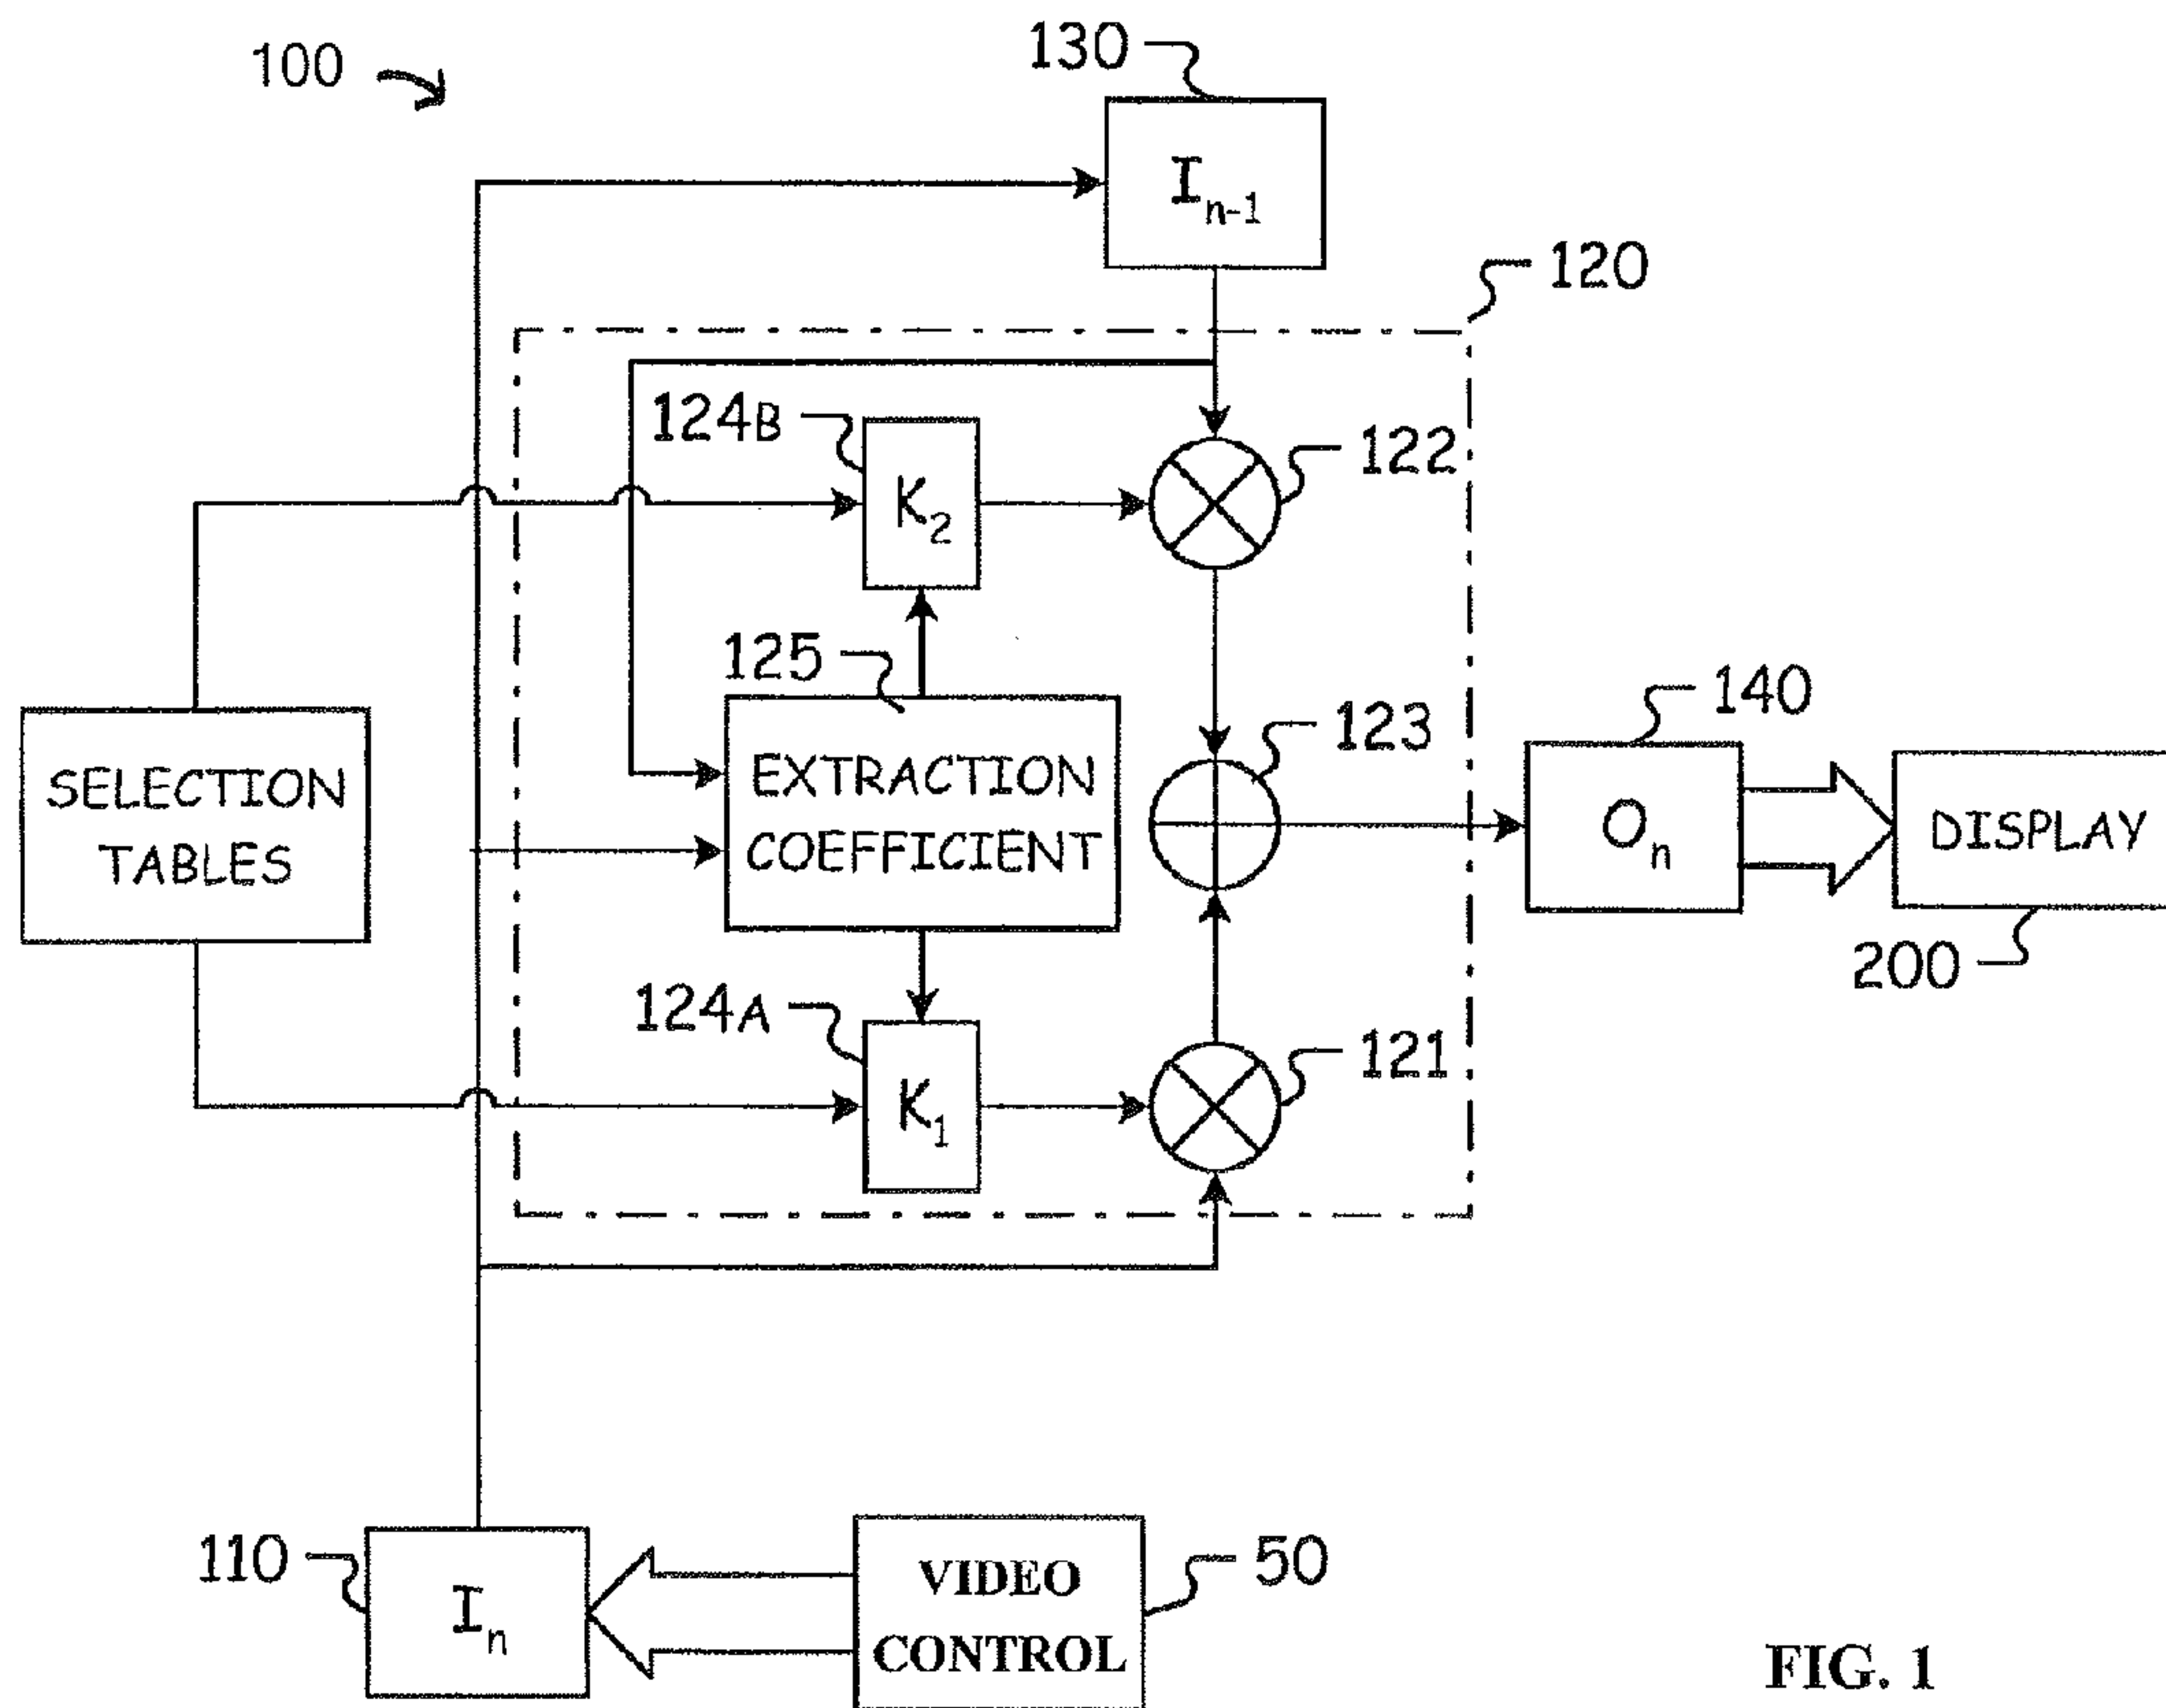 100
130
I n-1
120
124B
K2
122
125
SELECTION
TABLES
EXTRACTION
COEFFICIENT
123
140
On
DISPLAY
200
124A
K1
121
110
In
VIDEO
CONTROL
50
FIG. 1